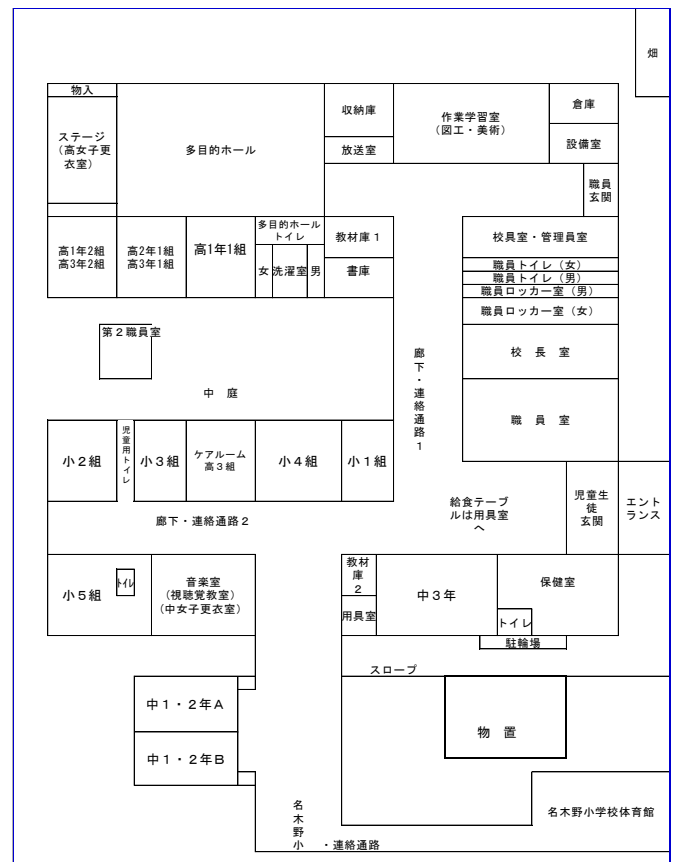 畑
物入
ステージ
（高女子更
衣室）
多目的ホール
収納庫
放送室
作業学習室
（図工・美術）
倉庫
設備室
職員
玄関
高1年2組
高3年2組
高2年1組
高3年1組
高1年1組
多目的ホール
トイレ
女
洗濯室
男
教材庫１
書庫
校具室・管理員室
職員トイレ（女）
職員トイレ（男）
職員ロッカー室（男）
職員ロッカー室（女）
第２職員室
中　庭
廊下・連絡通路１
校　長　室
職　員　室
小２組
児童用トイレ
小３組
ケアルーム
高３組
小４組
小１組
廊下・連絡通路２
給食テーブ
ルは用具室
へ
児童生
徒
玄関
エント
ランス
小５組
トイレ
音楽室
（視聴覚教室）
（中女子更衣室）
教材
庫
２
用具室
中３年
保健室
トイレ
駐輪場
スロープ
中１・２年A
中１・２年B
物　置
名木野小学校体育館
名木野小　・連絡通路